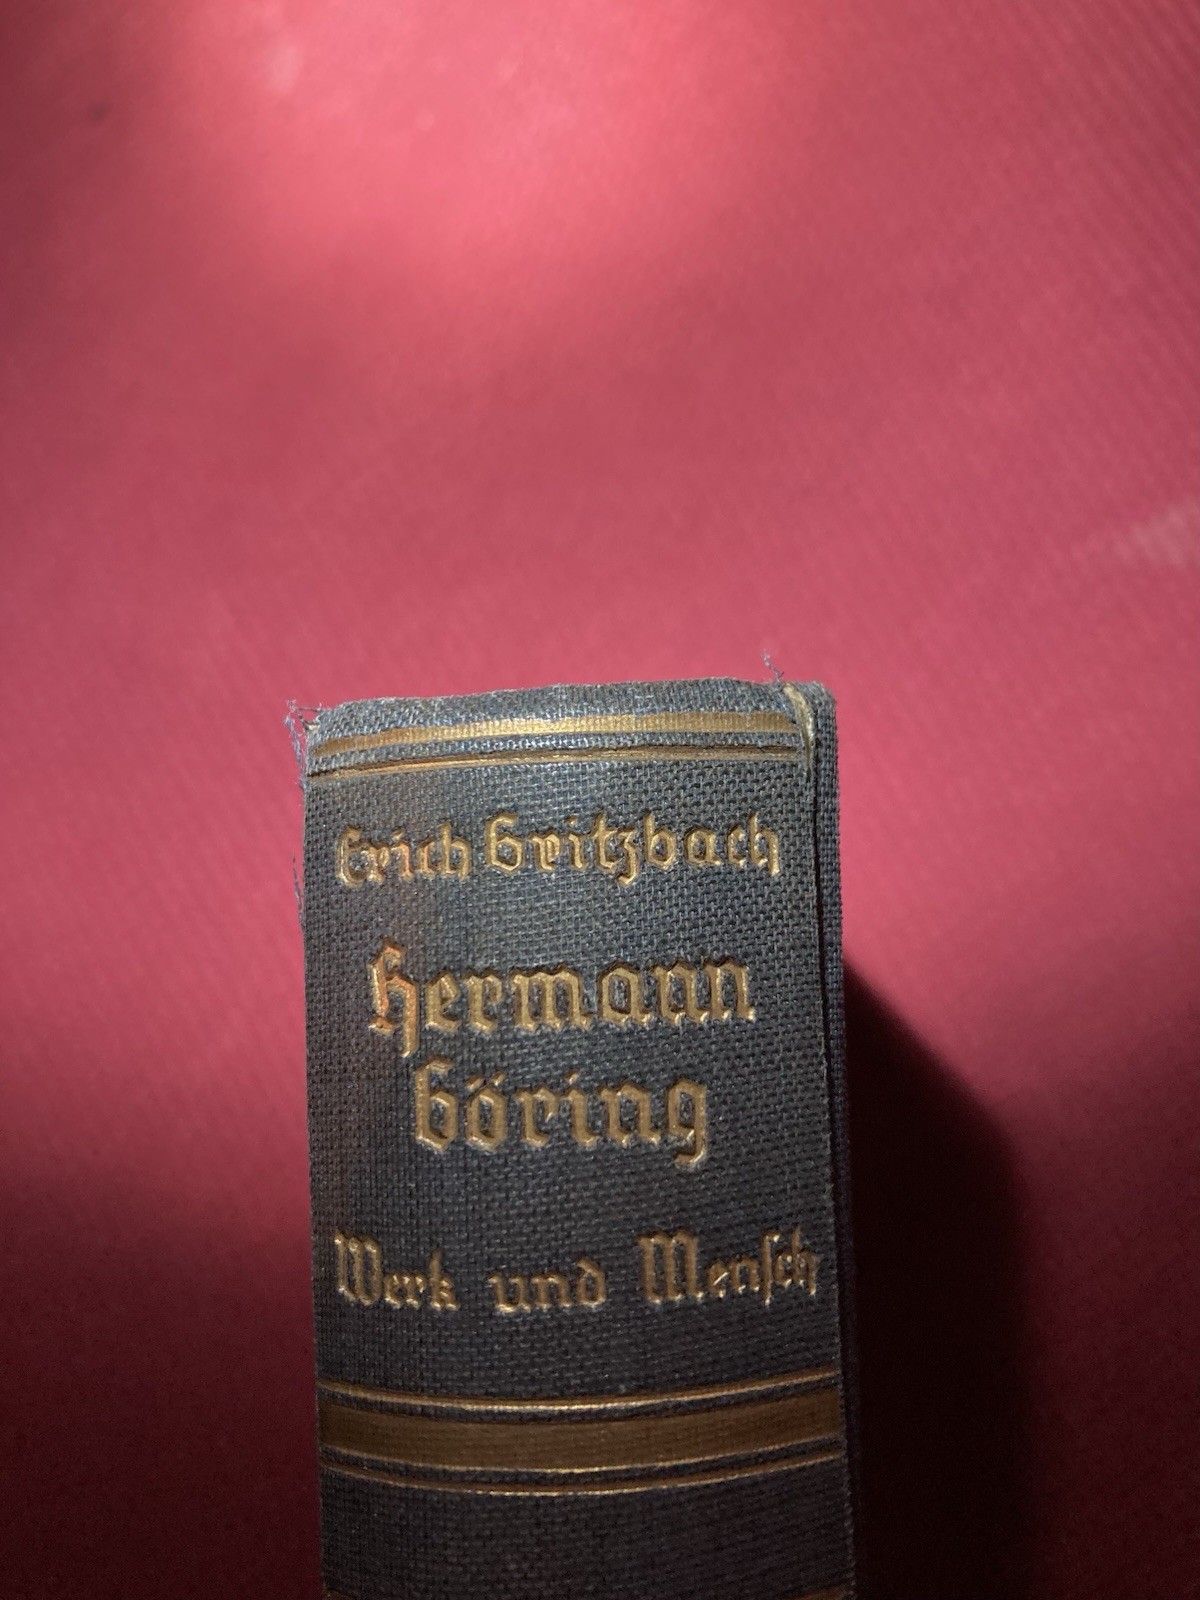 Erich Gritzbach
Hermann
Göring
Werk und Menſch